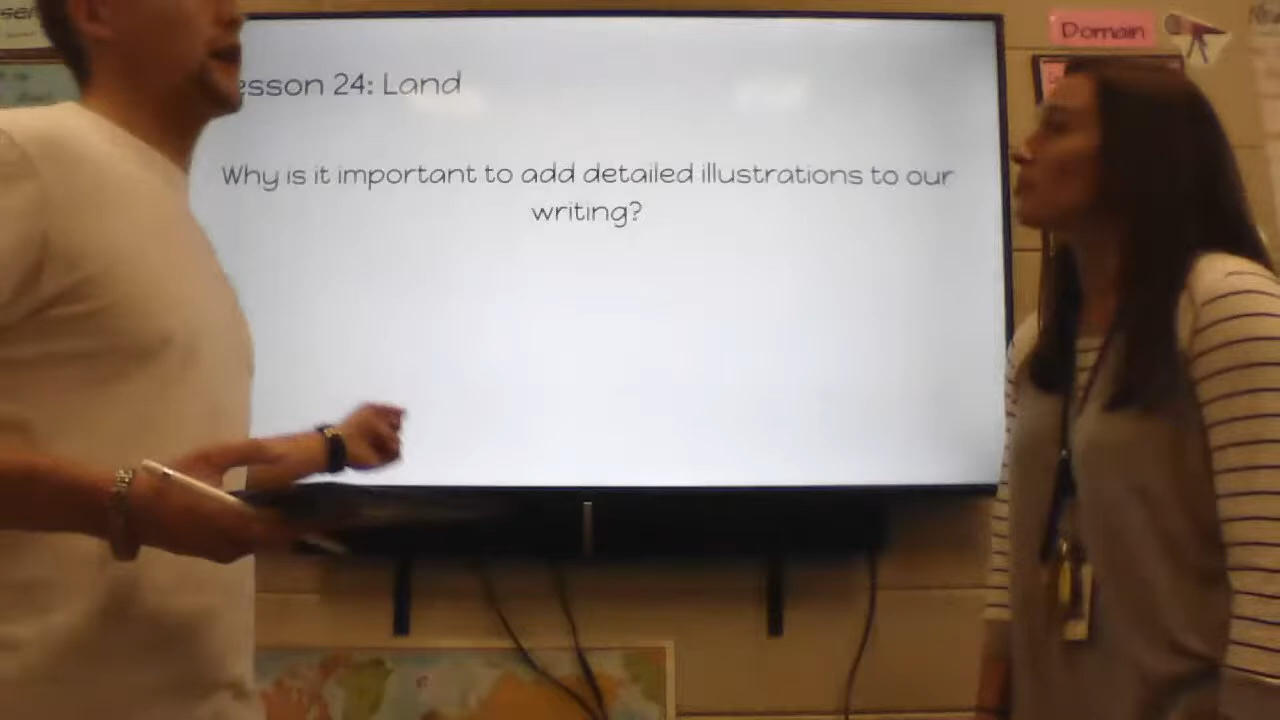 esson 24: Land
Why is it important to add detailed illustrations to our
writing?
Domain